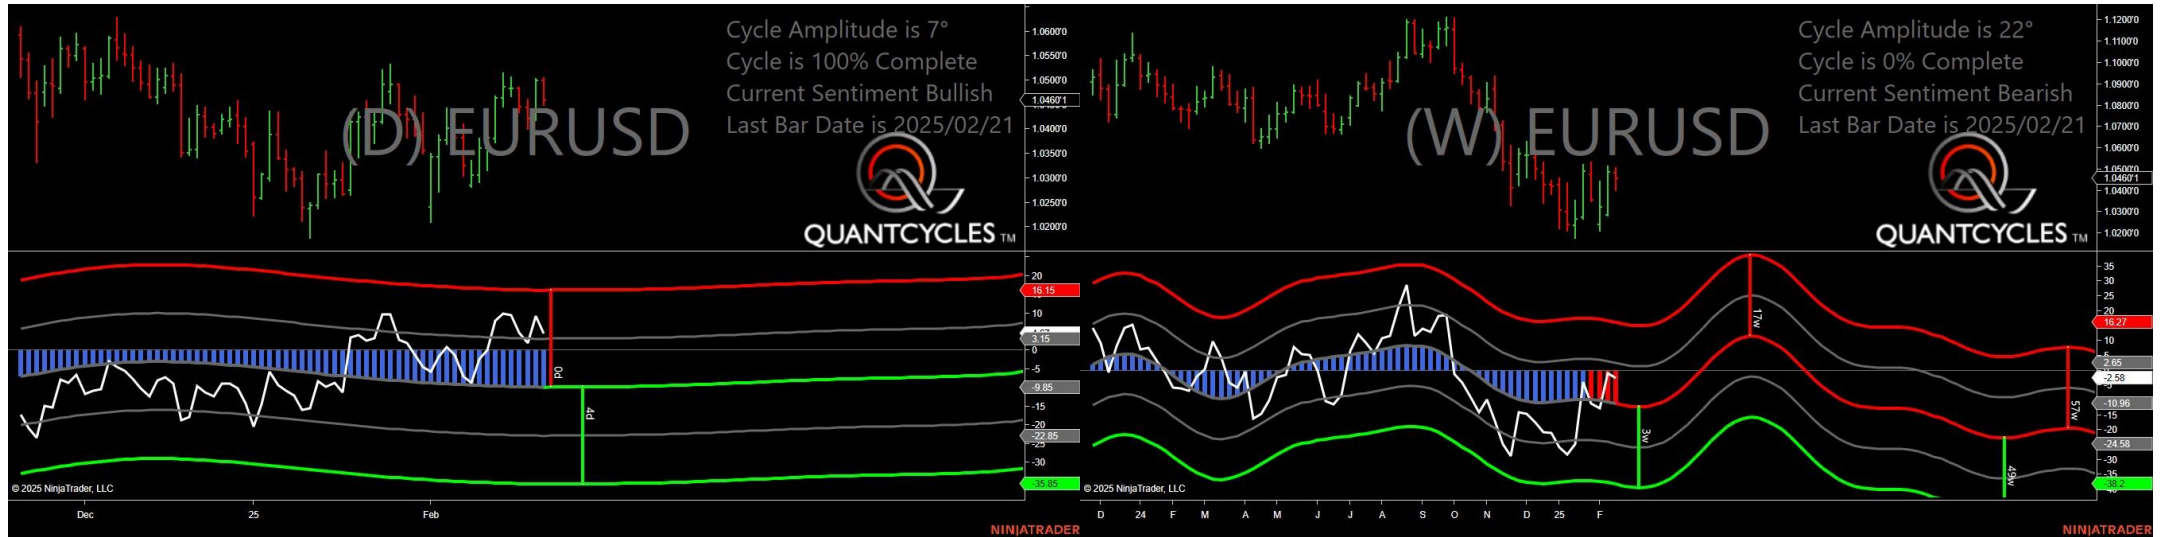 Cycle Amplitude is 7°
Cycle is 100% Complete
Current Sentiment Bullish
Last Bar Date is 2025/02/21
(D) EURUSD
QUANTCYCLES TM
1.0600'0
1.0550'0
1.0500'0
1.0460'1
1.0400'0
1.0350'0
1.0300'0
1.0250'0
1.0200'0
20
16.15
3.15
0
-5
-9.85
-15
-20
-22.85
-25
-30
-35.85
0d
4d
© 2025 NinjaTrader, LLC
Dec 25 Feb
NINJATRADER
Cycle Amplitude is 22°
Cycle is 0% Complete
Current Sentiment Bearish
Last Bar Date is 2025/02/21
(W) EURUSD
QUANTCYCLES TM
1.1200'0
1.1100'0
1.1000'0
1.0900'0
1.0800'0
1.0700'0
1.0600'0
1.0500'0
1.0460'1
1.0400'0
1.0300'0
1.0200'0
35
30
25
20
16.27
10
5
2.65
-2.58
-10.96
-15
-20
-24.58
-30
-35
-38.2
17w
3w
57w
49w
© 2025 NinjaTrader, LLC
D 24 F M A M J J A S O N D 25 F
NINJATRADER